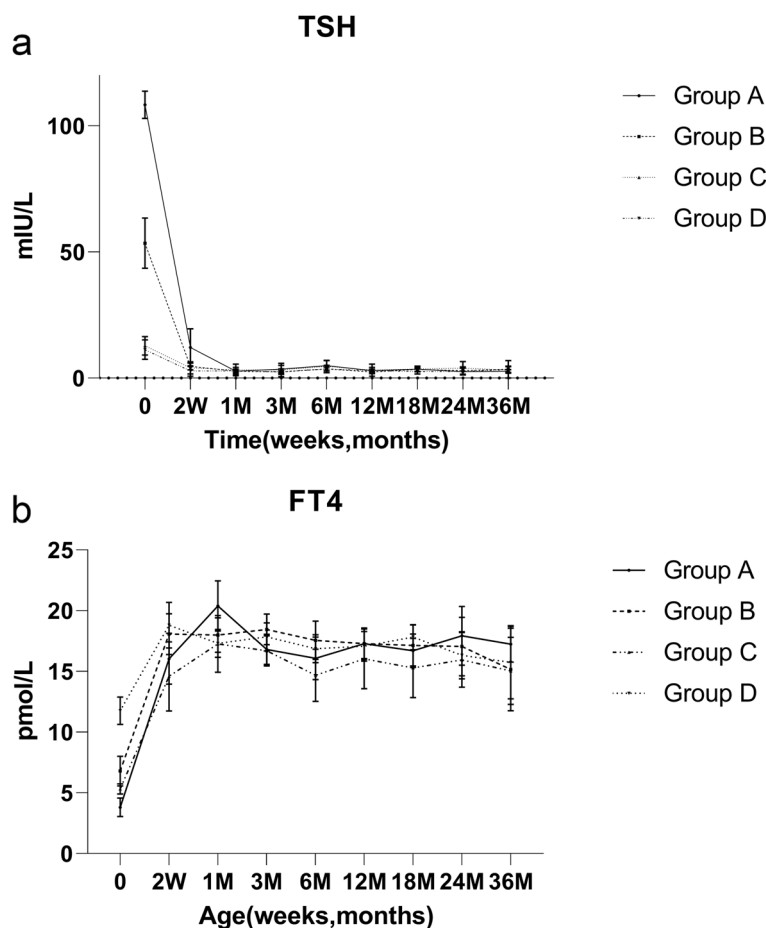 TSH
a
100
50
0
mIU/L
0 2W 1M 3M 6M 12M 18M 24M 36M
Time(weeks,months)
Group A
Group B
Group C
Group D
b
FT4
25
20
15
10
5
0
pmol/L
0 2W 1M 3M 6M 12M 18M 24M 36M
Age(weeks,months)
Group A
Group B
Group C
Group D